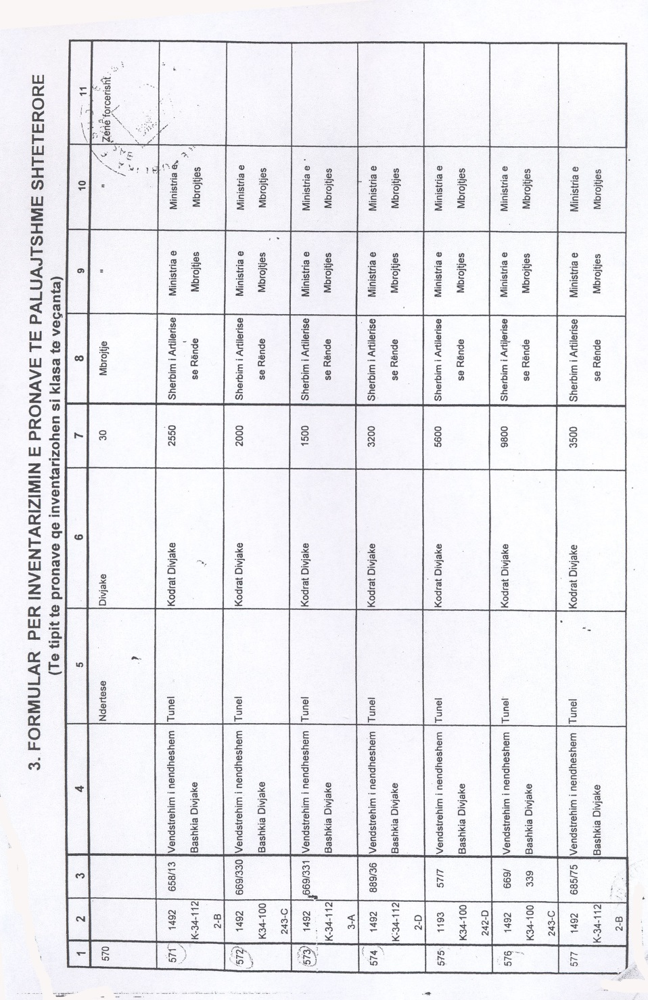 3. FORMULAR PER INVENTARIZIMIN E PRONAVE TE PALUAJTSHME SHTETERORE
(Te tipit te pronave qe inventarizohen si klasa te veçanta)
1 2 3 4 5 6 7 8 9 10 11
570 Ndertese Divjake 30 Mbrojtje " " Zenë forcerisht
571 1492 658/13 Vendstrehim i nendheshem Tunel Kodrat Divjake 2550 Sherbim i Artilerise Ministria e Ministria e
K-34-112 Bashkia Divjake se Rënde Mbrojtjes Mbrojtjes
2-B
572 1492 669/330 Vendstrehim i nendheshem Tunel Kodrat Divjake 2000 Sherbim i Artilerise Ministria e Ministria e
K34-100 Bashkia Divjake se Rënde Mbrojtjes Mbrojtjes
243-C
573 1492 669/331 Vendstrehim i nendheshem Tunel Kodrat Divjake 1500 Sherbim i Artilerise Ministria e Ministria e
K-34-112 Bashkia Divjake se Rënde Mbrojtjes Mbrojtjes
3-A
574 1492 889/36 Vendstrehim i nendheshem Tunel Kodrat Divjake 3200 Sherbim i Artilerise Ministria e Ministria e
K-34-112 Bashkia Divjake se Rënde Mbrojtjes Mbrojtjes
2-D
575 1193 57/7 Vendstrehim i nendheshem Tunel Kodrat Divjake 5600 Sherbim i Artilerise Ministria e Ministria e
K34-100 Bashkia Divjake se Rënde Mbrojtjes Mbrojtjes
242-D
576 1492 669/ Vendstrehim i nendheshem Tunel Kodrat Divjake 9800 Sherbim i Artilerise Ministria e Ministria e
K34-100 339 Bashkia Divjake se Rënde Mbrojtjes Mbrojtjes
243-C
577 1492 685/75 Vendstrehim i nendheshem Tunel Kodrat Divjake 3500 Sherbim i Artilerise Ministria e Ministria e
K-34-112 Bashkia Divjake se Rënde Mbrojtjes Mbrojtjes
2-B